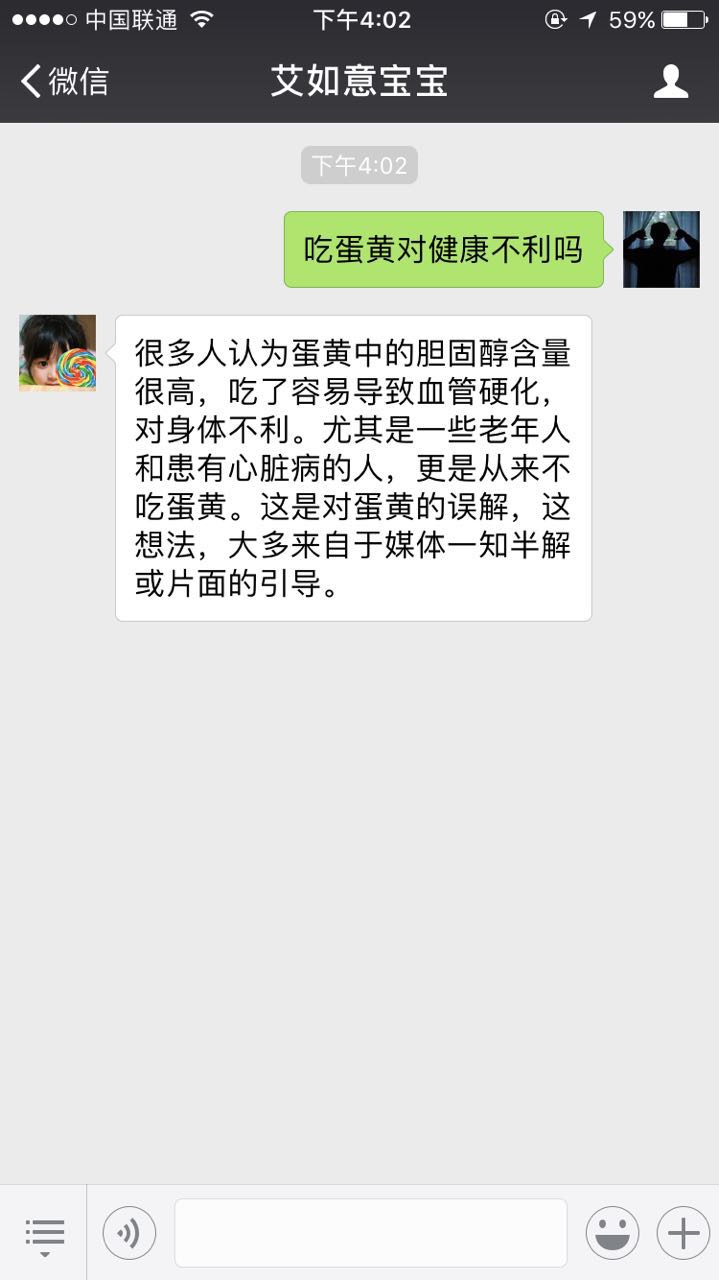 中国联通 下午4:02 59%
微信 艾如意宝宝
下午4:02
吃蛋黄对健康不利吗
很多人认为蛋黄中的胆固醇含量
很高，吃了容易导致血管硬化，
对身体不利。尤其是一些老年人
和患有心脏病的人，更是从来不
吃蛋黄。这是对蛋黄的误解，这
想法，大多来自于媒体一知半解
或片面的引导。